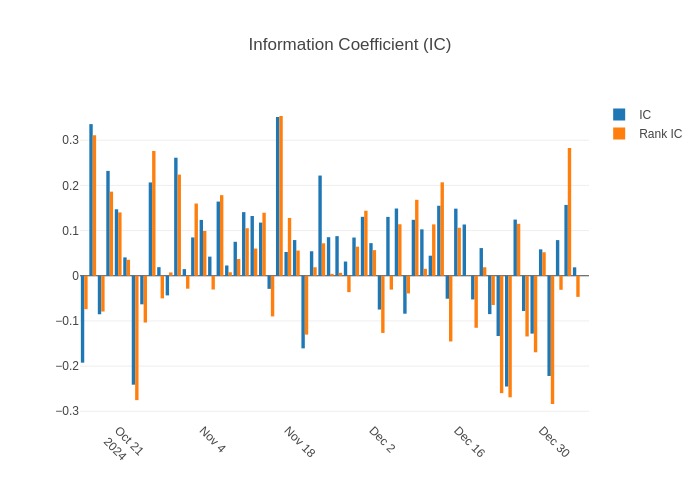 Information Coefficient (IC)
IC
Rank IC
0.3
0.2
0.1
0
−0.1
−0.2
−0.3
Oct 21
2024
Nov 4
Nov 18
Dec 2
Dec 16
Dec 30